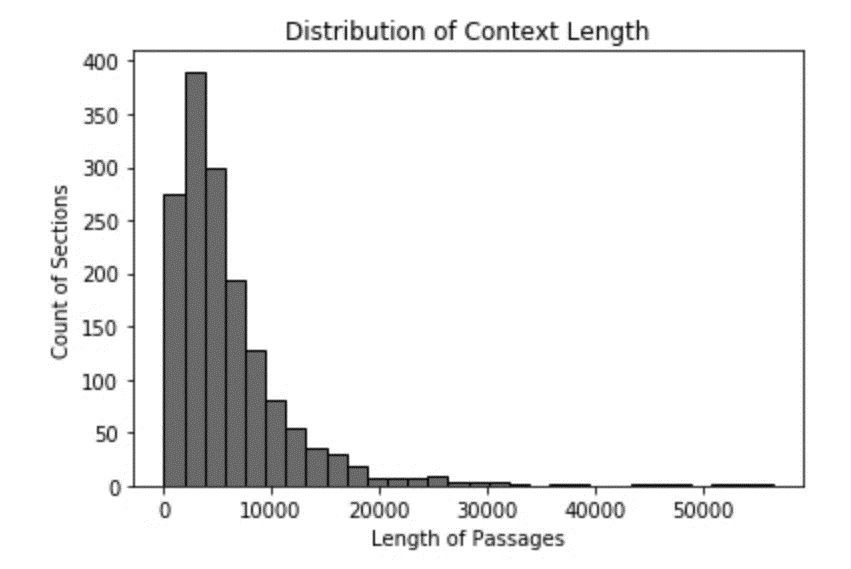 Distribution of Context Length
400
350
300
250
200
150
100
50
0
Count of Sections
0 10000 20000 30000 40000 50000
Length of Passages